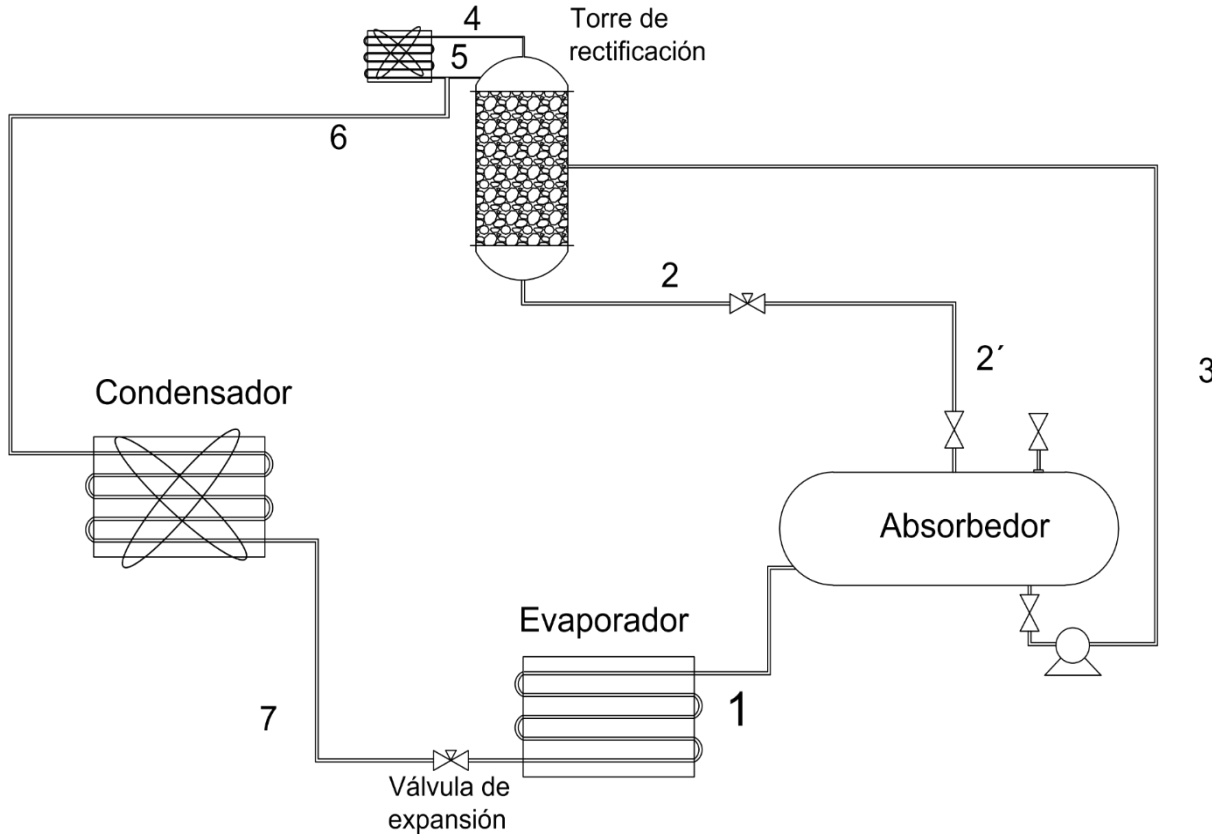 4
Torre de
rectificación
5
6
2
2´
3
Condensador
Absorbedor
Evaporador
1
7
Válvula de
expansión